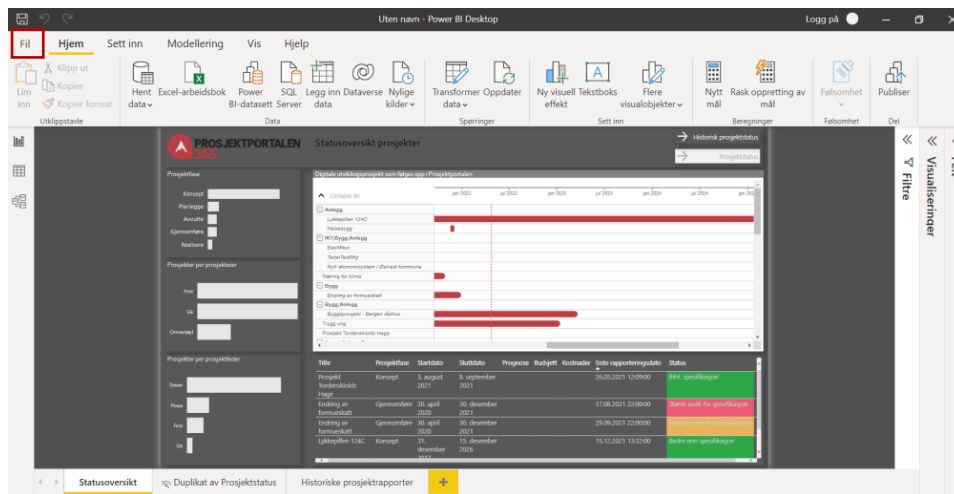 Uten navn - Power BI Desktop
Logg på
Fil Hjem Sett inn Modellering Vis Hjelp
Lim inn
Klipp ut
Kopier
Kopier format
Utklippstavle
Hent data
Excel-arbeidsbok
Power BI-datasett
SQL Server
Legg inn data
Dataverse
Nylige kilder
Data
Transformer data
Oppdater
Spørringer
Ny visuell effekt
Tekstboks
Flere visualobjekter
Sett inn
Nytt mål
Rask oppretting av mål
Beregninger
Følsomhet
Følsomhet
Publiser
Del
PROSJEKTPORTALEN
365
Statusoversikt prosjekter
Historisk prosjektstatus
Prosjektstatus
Prosjektfase
Konsept
Planlegge
Avslutte
Gjennomføre
Realisere
Prosjekter per prosjekteier
First
Sik
Prosjekter per prosjektleder
Sik
Digitale utviklingsprosjekt som følges opp i Prosjektportalen
Collapse All
jan 2022 jul 2022 jan 2023 jul 2023 jan 2024 jul 2024
Anlegg
Lykkepillen 124C
Heisebygg
IKT;Bygg;Anlegg
EastWest
Nytt økonomisystem i Østvest kommune
Næring for klima
Bygg
Endring av formueskatt
Bygg;Anlegg
Byggeprosjekt - Bergen rådhus
Trygg ung
Prosjekt Tordenskiolds Hage
Title Prosjektfase Startdato Sluttdato Prognose Budsjett Kostnader Siste rapporteringsdato Status
Prosjekt Tordenskiolds Hage Konsept 3. august 2021 8. september 2021 26.05.2021 12:09:00 Ihht. spesifikasjon
Endring av formueskatt Gjennomføre 30. april 2020 30. desember 2021 17.08.2021 22:00:00 Større avvik fra spesifikasjon
Endring av formueskatt Gjennomføre 30. april 2020 30. desember 2021 29.09.2021 22:00:00
Lykkepillen 124C Konsept 31. desember 15. desember 2026 15.12.2021 13:32:00 Bedre enn spesifikasjon
Filtre
Visualiseringer
Statusoversikt
Duplikat av Prosjektstatus
Historiske prosjektrapporter